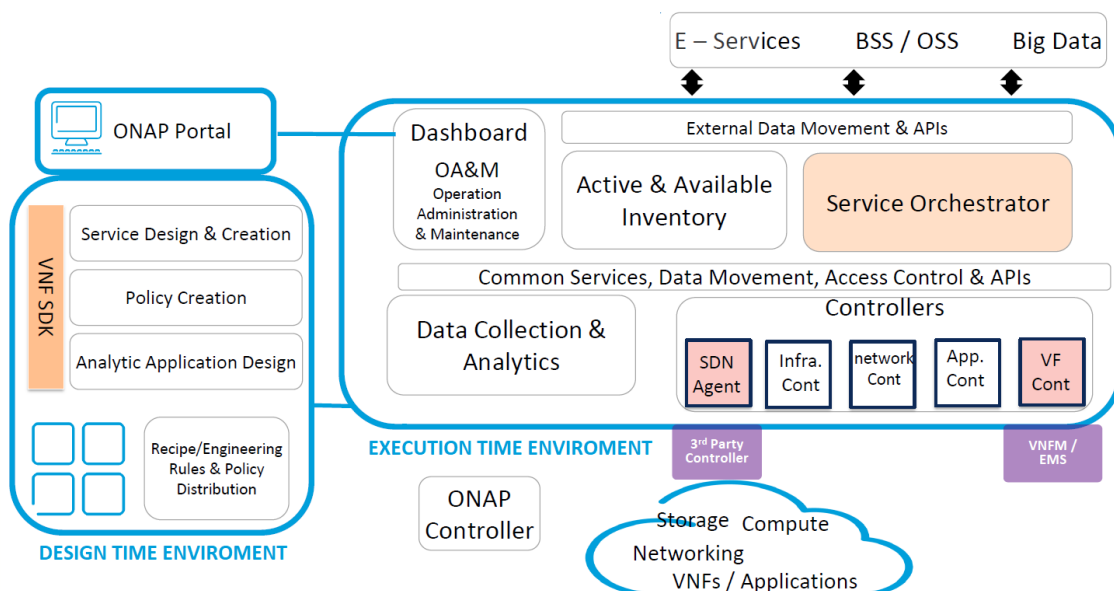 E – Services
BSS / OSS
Big Data
ONAP Portal
Dashboard
OA&M
Operation
Administration
& Maintenance
External Data Movement & APIs
Active & Available
Inventory
Service Orchestrator
VNF SDK
Service Design & Creation
Policy Creation
Analytic Application Design
Recipe/Engineering
Rules & Policy
Distribution
DESIGN TIME ENVIROMENT
Common Services, Data Movement, Access Control & APIs
Data Collection &
Analytics
Controllers
SDN
Agent
Infra.
Cont
network
Cont
App.
Cont
VF
Cont
EXECUTION TIME ENVIROMENT
3rd Party
Controller
VNFM /
EMS
ONAP
Controller
Storage
Compute
Networking
VNFs / Applications